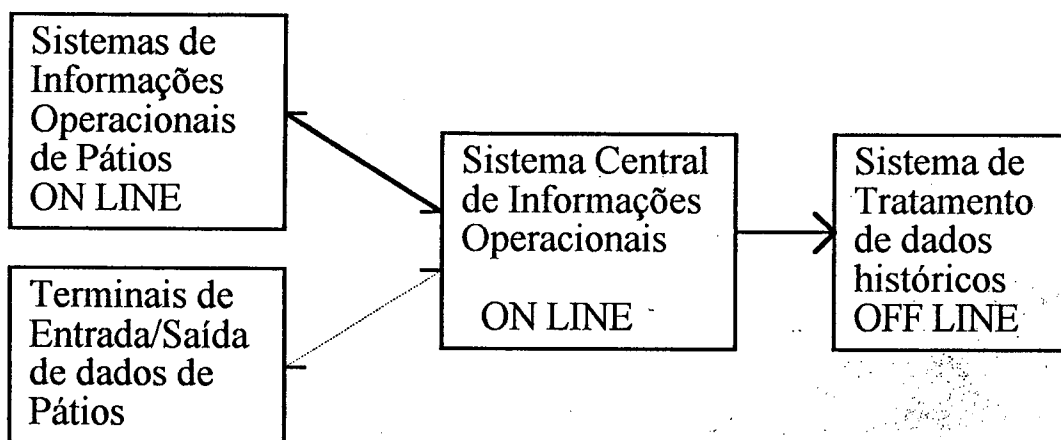 Sistemas de
Informações
Operacionais
de Pátios
ON LINE
Terminais de
Entrada/Saída
de dados de
Pátios
Sistema Central
de Informações
Operacionais
ON LINE
Sistema de
Tratamento
de dados
históricos
OFF LINE